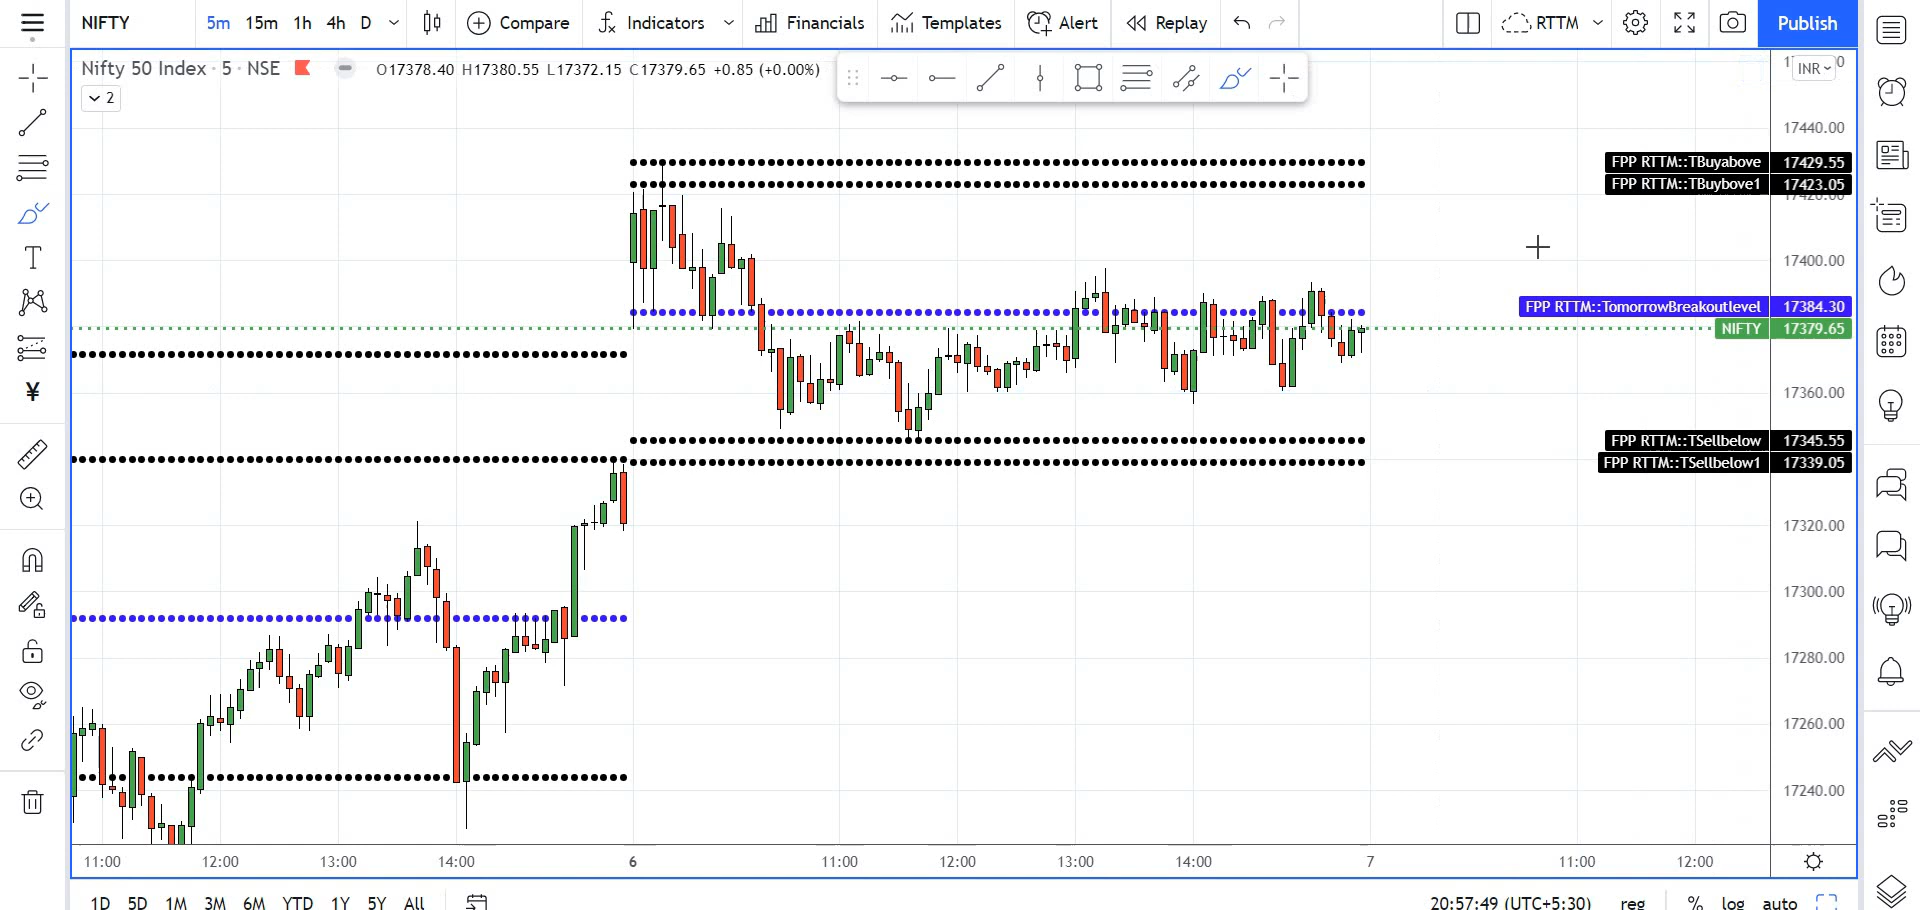 NIFTY 5m 15m 1h 4h D Compare Indicators Financials Templates Alert Replay RTTM Publish
Nifty 50 Index · 5 · NSE O17378.40 H17380.55 L17372.15 C17379.65 +0.85 (+0.00%)
INR
2
17440.00
FPP RTTM::TBuyabove 17429.55
FPP RTTM::TBuybove1 17423.05
17420.00
17400.00
FPP RTTM::TomorrowBreakoutlevel 17384.30
NIFTY 17379.65
17360.00
FPP RTTM::TSellbelow 17345.55
FPP RTTM::TSellbelow1 17339.05
17320.00
17300.00
17280.00
17260.00
17240.00
11:00 12:00 13:00 14:00 6 11:00 12:00 13:00 14:00 7 11:00 12:00
1D 5D 1M 3M 6M YTD 1Y 5Y All 20:57:49 (UTC+5:30) reg % log auto